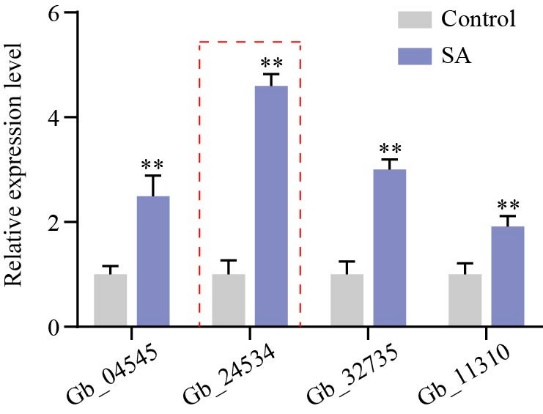 Relative expression level
6
4
2
0
Control
SA
**
**
**
**
Gb_04545
Gb_24534
Gb_32735
Gb_11310